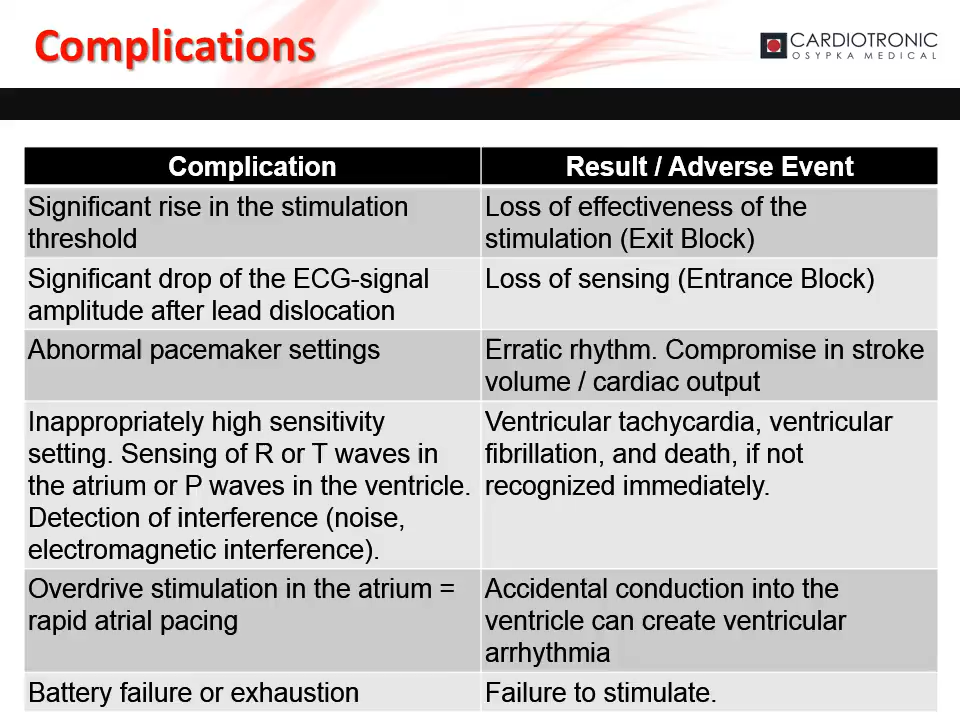 Complications
CARDIOTRONIC
OSYPKA MEDICAL
Complication
Result / Adverse Event
Significant rise in the stimulation
threshold
Loss of effectiveness of the
stimulation (Exit Block)
Significant drop of the ECG-signal
amplitude after lead dislocation
Loss of sensing (Entrance Block)
Abnormal pacemaker settings
Erratic rhythm. Compromise in stroke
volume / cardiac output
Inappropriately high sensitivity
setting. Sensing of R or T waves in
the atrium or P waves in the ventricle.
Detection of interference (noise,
electromagnetic interference).
Ventricular tachycardia, ventricular
fibrillation, and death, if not
recognized immediately.
Overdrive stimulation in the atrium =
rapid atrial pacing
Accidental conduction into the
ventricle can create ventricular
arrhythmia
Battery failure or exhaustion
Failure to stimulate.